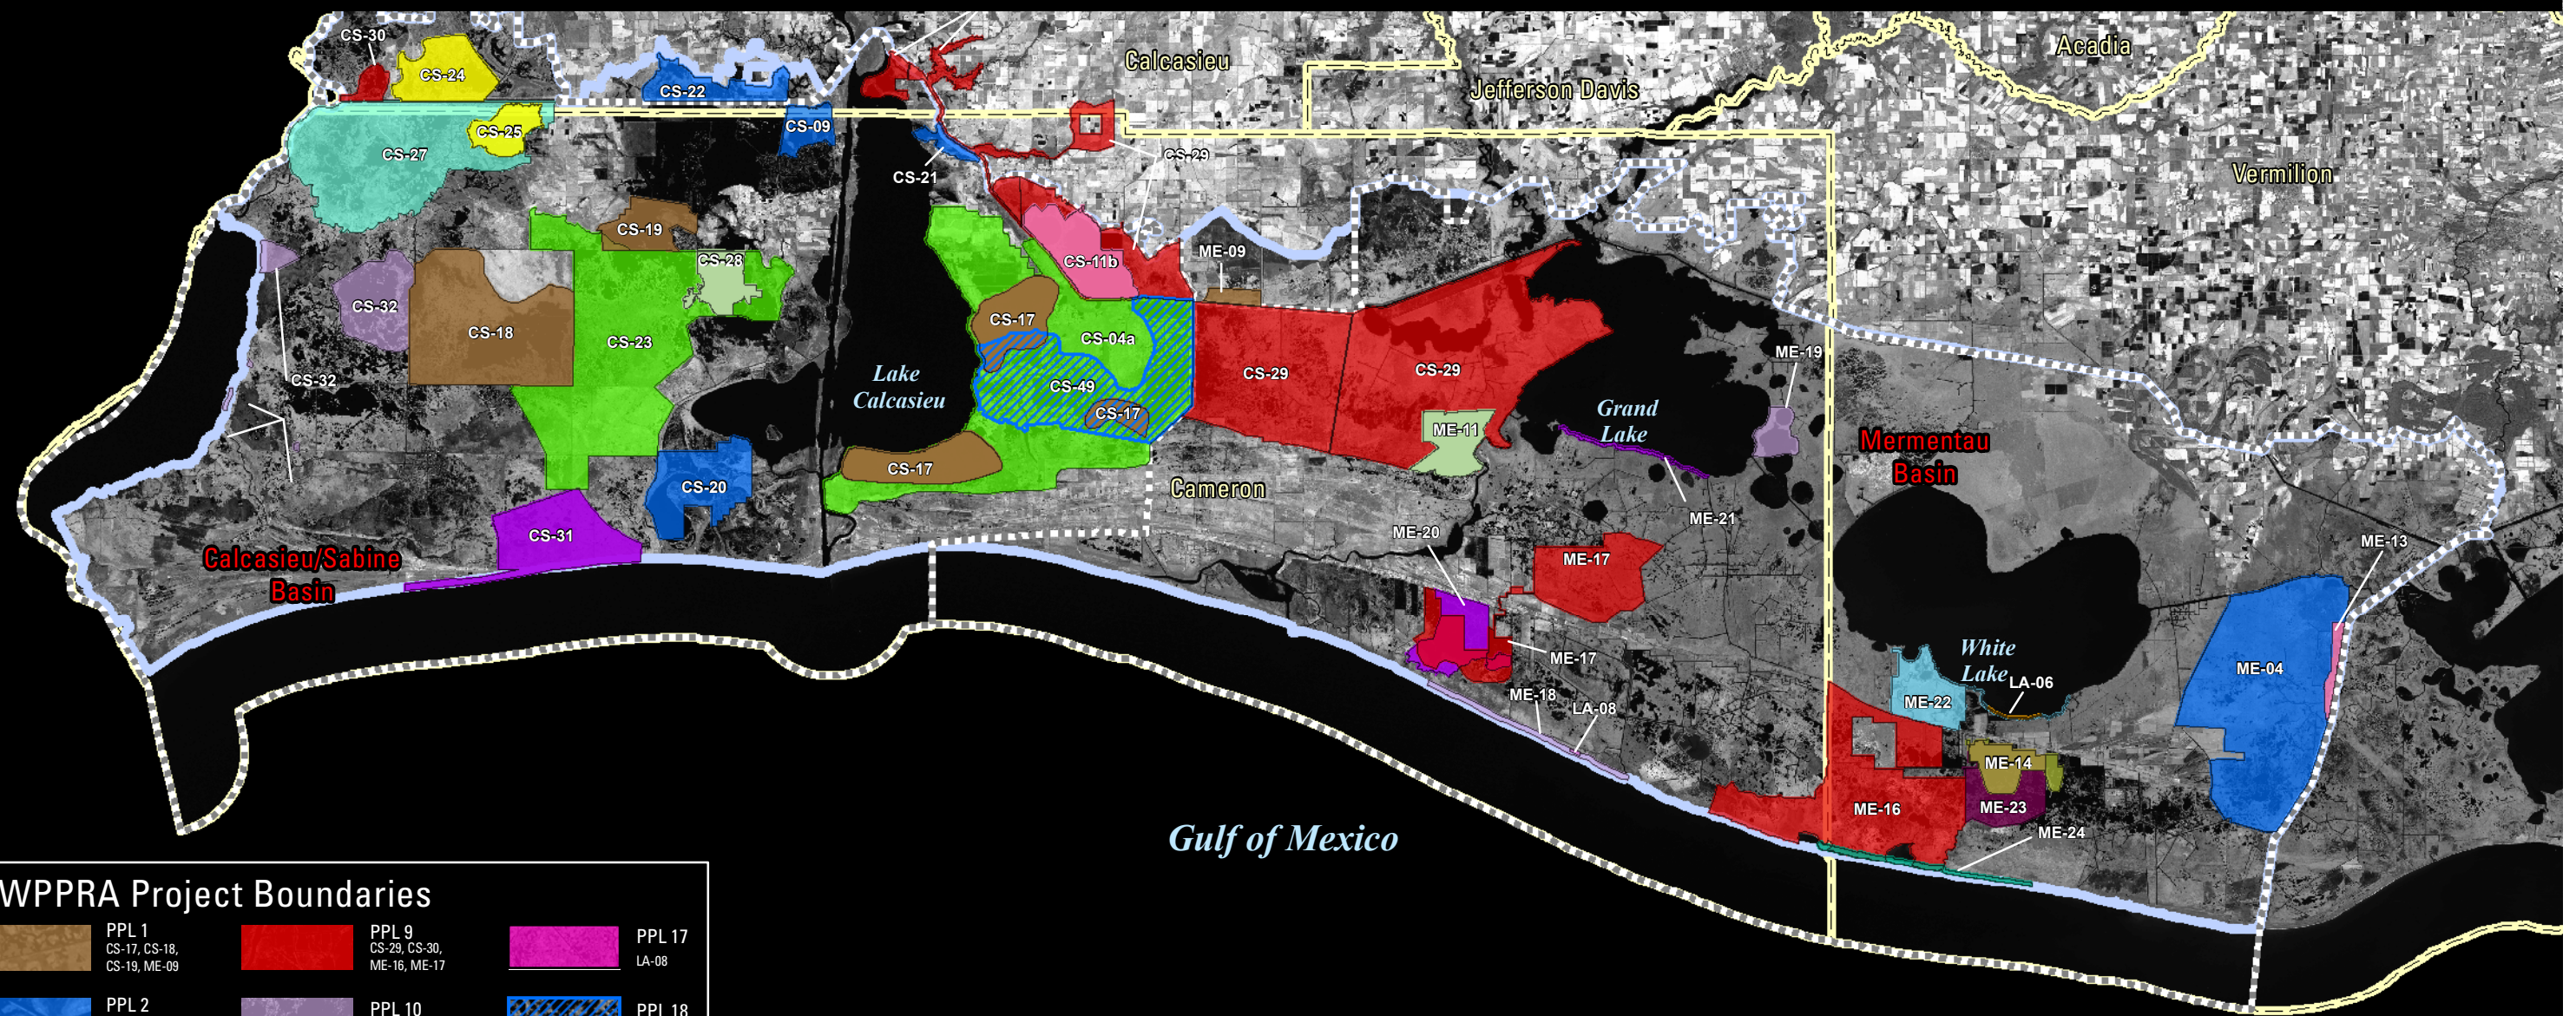 CS-30
CS-24
CS-22
Calcasieu
Acadia
Jefferson Davis
CS-25
CS-09
CS-27
CS-21
CS-29
Vermilion
CS-19
CS-28
CS-11b
ME-09
CS-32
CS-18
CS-23
CS-17
CS-04a
CS-32
Lake
Calcasieu
CS-49
CS-29
CS-29
ME-19
CS-17
Grand
Lake
ME-11
Mermentau
Basin
CS-17
CS-20
Cameron
ME-21
ME-20
CS-31
ME-13
Calcasieu/Sabine
Basin
ME-17
ME-17
White
Lake
LA-06
ME-04
ME-18
LA-08
ME-22
ME-14
ME-16
ME-23
ME-24
Gulf of Mexico
WPPRA Project Boundaries
PPL 1
CS-17, CS-18,
CS-19, ME-09
PPL 9
CS-29, CS-30,
ME-16, ME-17
PPL 17
LA-08
PPL 2
PPL 10
PPL 18